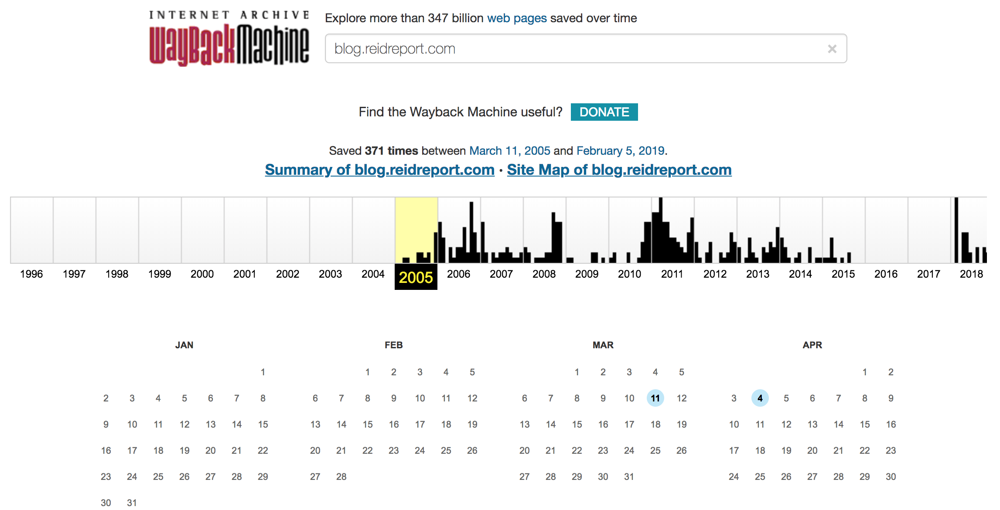 INTERNET ARCHIVE
WayBackMachine
Explore more than 347 billion web pages saved over time
blog.reidreport.com ×
Find the Wayback Machine useful? DONATE
Saved 371 times between March 11, 2005 and February 5, 2019.
Summary of blog.reidreport.com · Site Map of blog.reidreport.com
1996 1997 1998 1999 2000 2001 2002 2003 2004 2005 2006 2007 2008 2009 2010 2011 2012 2013 2014 2015 2016 2017 2018
JAN
1
2 3 4 5 6 7 8
9 10 11 12 13 14 15
16 17 18 19 20 21 22
23 24 25 26 27 28 29
30 31
FEB
1 2 3 4 5
6 7 8 9 10 11 12
13 14 15 16 17 18 19
20 21 22 23 24 25 26
27 28
MAR
1 2 3 4 5
6 7 8 9 10 11 12
13 14 15 16 17 18 19
20 21 22 23 24 25 26
27 28 29 30 31
APR
1 2
3 4 5 6 7 8 9
10 11 12 13 14 15 16
17 18 19 20 21 22 23
24 25 26 27 28 29 30